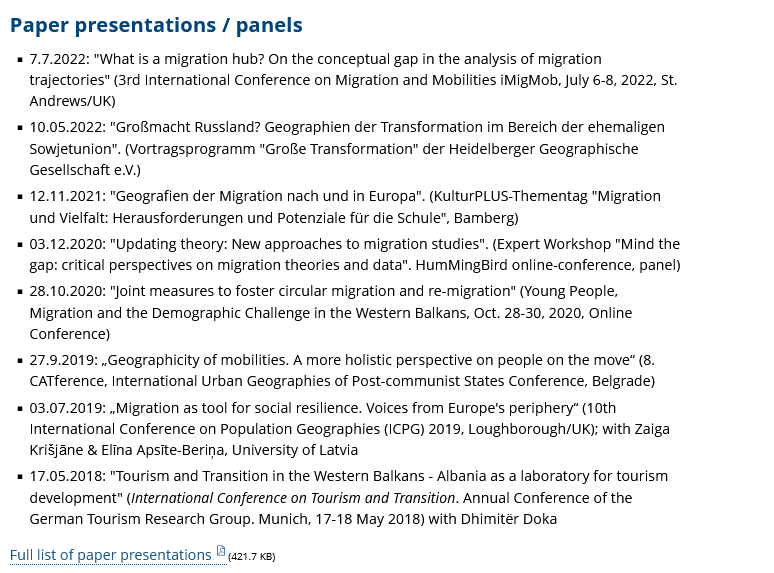 Paper presentations / panels
7.7.2022: "What is a migration hub? On the conceptual gap in the analysis of migration
trajectories" (3rd International Conference on Migration and Mobilities iMigMob, July 6-8, 2022, St.
Andrews/UK)
10.05.2022: "Großmacht Russland? Geographien der Transformation im Bereich der ehemaligen
Sowjetunion". (Vortragsprogramm "Große Transformation" der Heidelberger Geographische
Gesellschaft e.V.)
12.11.2021: "Geografien der Migration nach und in Europa". (KulturPLUS-Thementag "Migration
und Vielfalt: Herausforderungen und Potenziale für die Schule", Bamberg)
03.12.2020: "Updating theory: New approaches to migration studies". (Expert Workshop "Mind the
gap: critical perspectives on migration theories and data". HumMingBird online-conference, panel)
28.10.2020: "Joint measures to foster circular migration and re-migration" (Young People,
Migration and the Demographic Challenge in the Western Balkans, Oct. 28-30, 2020, Online
Conference)
27.9.2019: „Geographicity of mobilities. A more holistic perspective on people on the move“ (8.
CATference, International Urban Geographies of Post-communist States Conference, Belgrade)
03.07.2019: „Migration as tool for social resilience. Voices from Europe's periphery“ (10th
International Conference on Population Geographies (ICPG) 2019, Loughborough/UK); with Zaiga
Krišjāne & Elīna Apsīte-Beriņa, University of Latvia
17.05.2018: "Tourism and Transition in the Western Balkans - Albania as a laboratory for tourism
development" (International Conference on Tourism and Transition. Annual Conference of the
German Tourism Research Group. Munich, 17-18 May 2018) with Dhimitër Doka
Full list of paper presentations (421.7 KB)